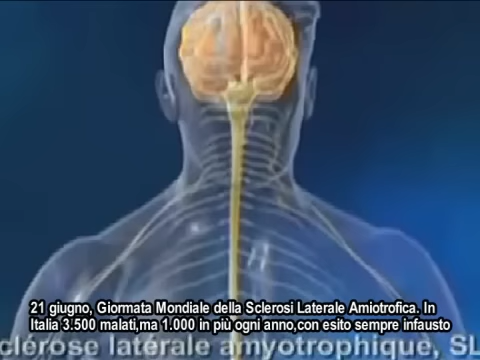 21 giugno, Giormata Mondiale della Sclerosi Laterale Amiotrofica. In
Italia 3.500 malati,ma 1.000 in più ogni anno,con esito sempre infausto
clérose latérale amyotrophique, SL